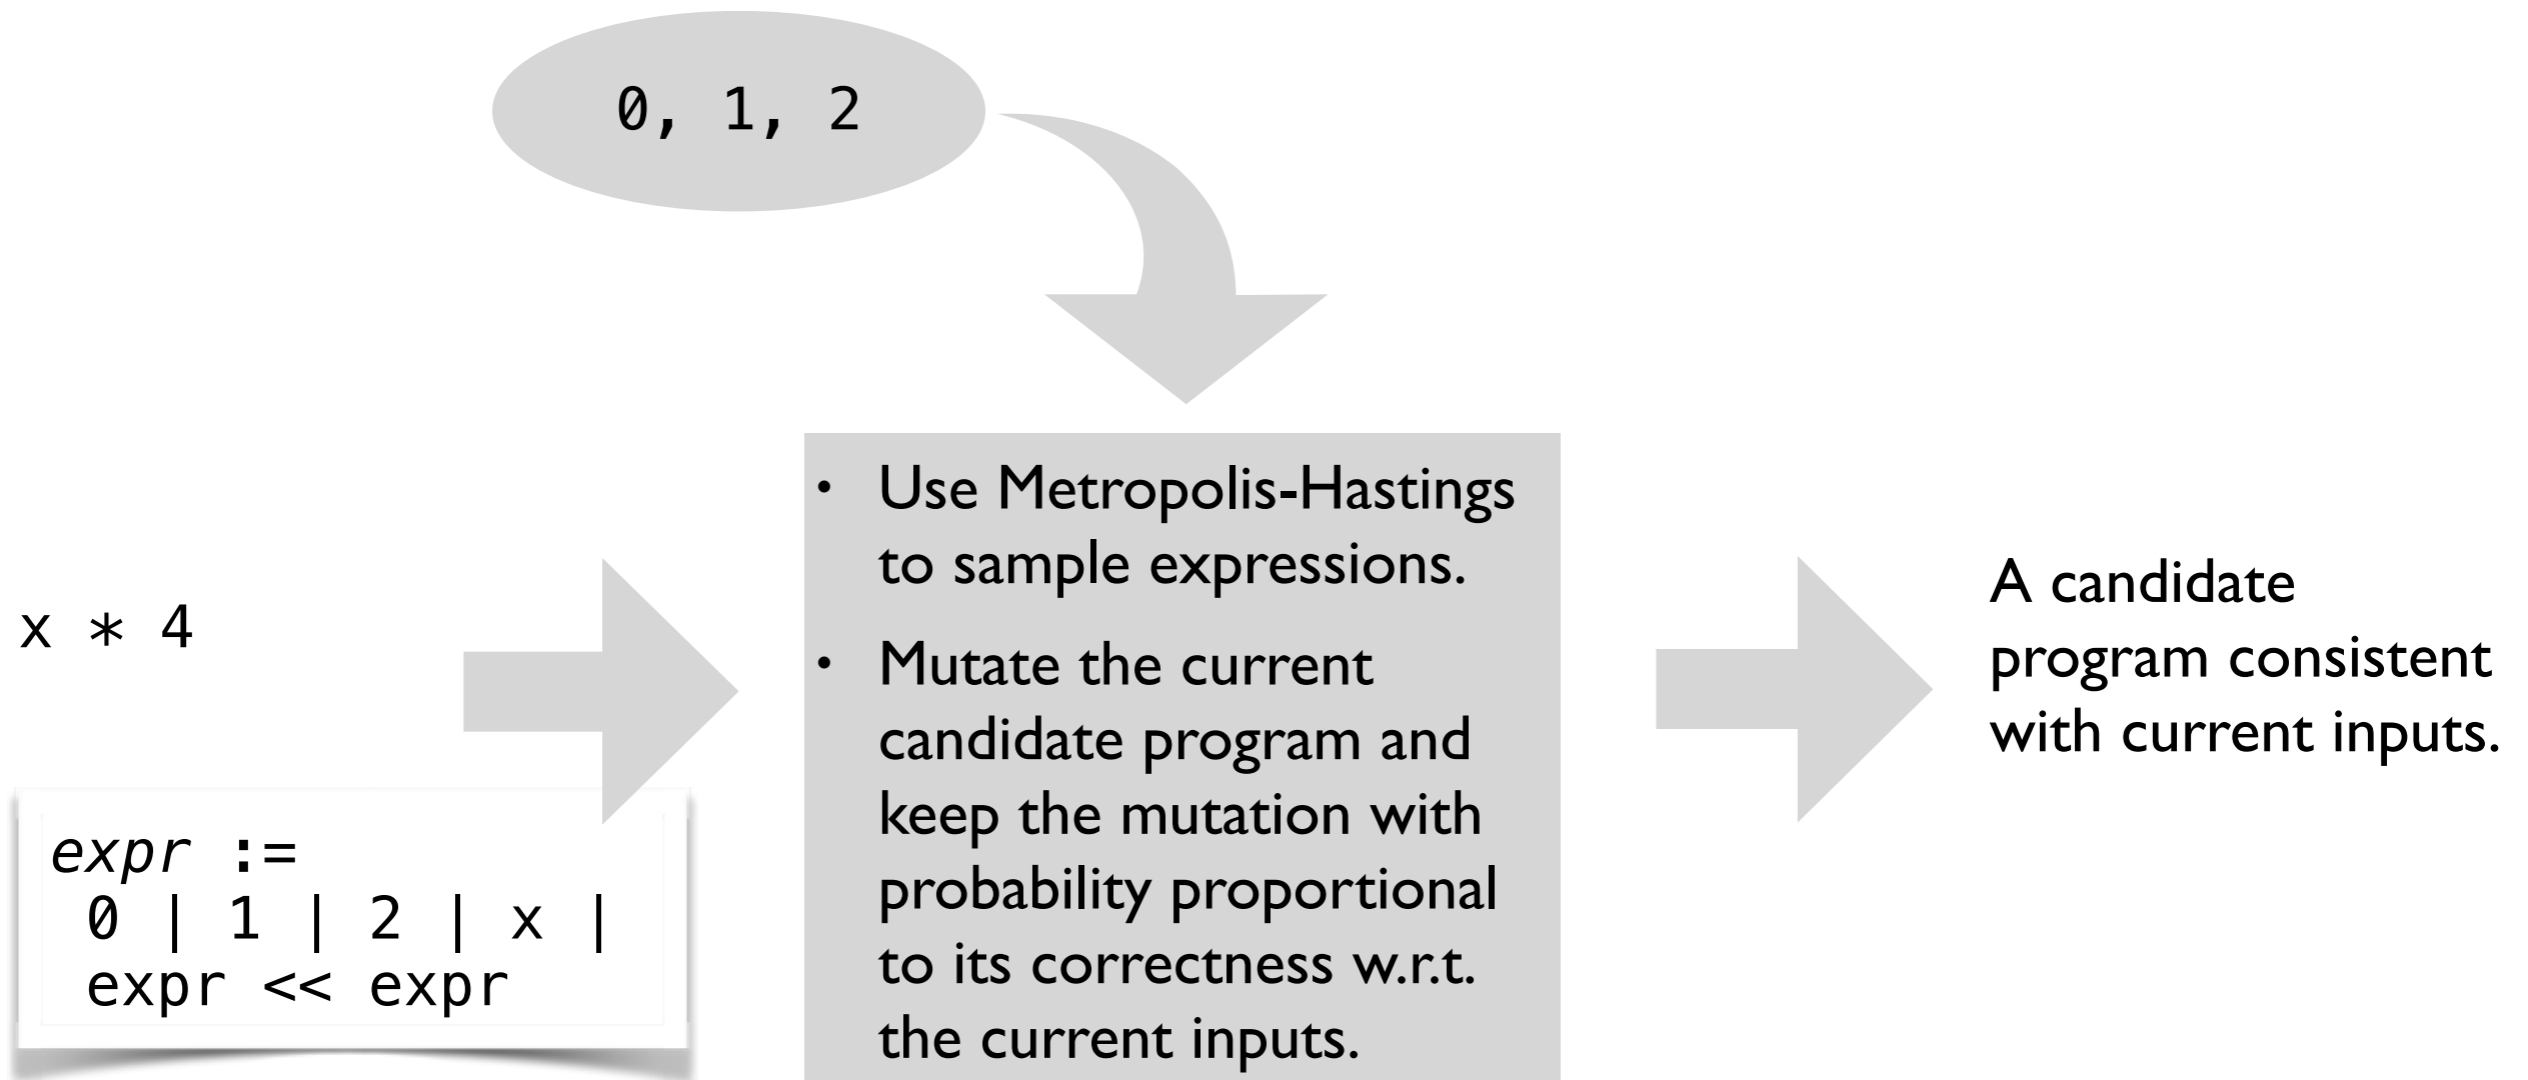 0, 1, 2
x * 4
expr :=
0 | 1 | 2 | x |
expr << expr
• Use Metropolis-Hastings
to sample expressions.
• Mutate the current
candidate program and
keep the mutation with
probability proportional
to its correctness w.r.t.
the current inputs.
A candidate
program consistent
with current inputs.